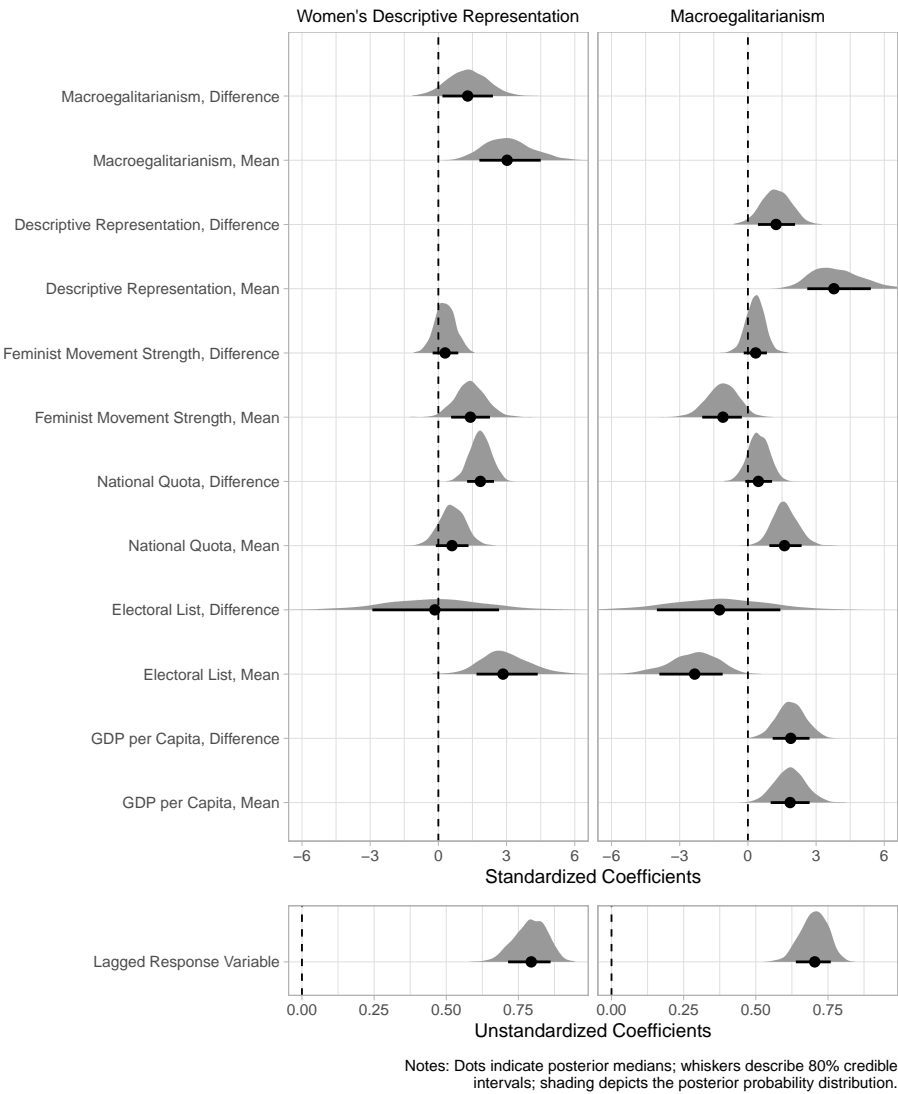 Women's Descriptive Representation
Macroegalitarianism
Macroegalitarianism, Difference
Macroegalitarianism, Mean
Descriptive Representation, Difference
Descriptive Representation, Mean
Feminist Movement Strength, Difference
Feminist Movement Strength, Mean
National Quota, Difference
National Quota, Mean
Electoral List, Difference
Electoral List, Mean
GDP per Capita, Difference
GDP per Capita, Mean
−6 −3 0 3 6
−6 −3 0 3 6
Standardized Coefficients
Lagged Response Variable
0.00 0.25 0.50 0.75
0.00 0.25 0.50 0.75
Unstandardized Coefficients
Notes: Dots indicate posterior medians; whiskers describe 80% credible
intervals; shading depicts the posterior probability distribution.